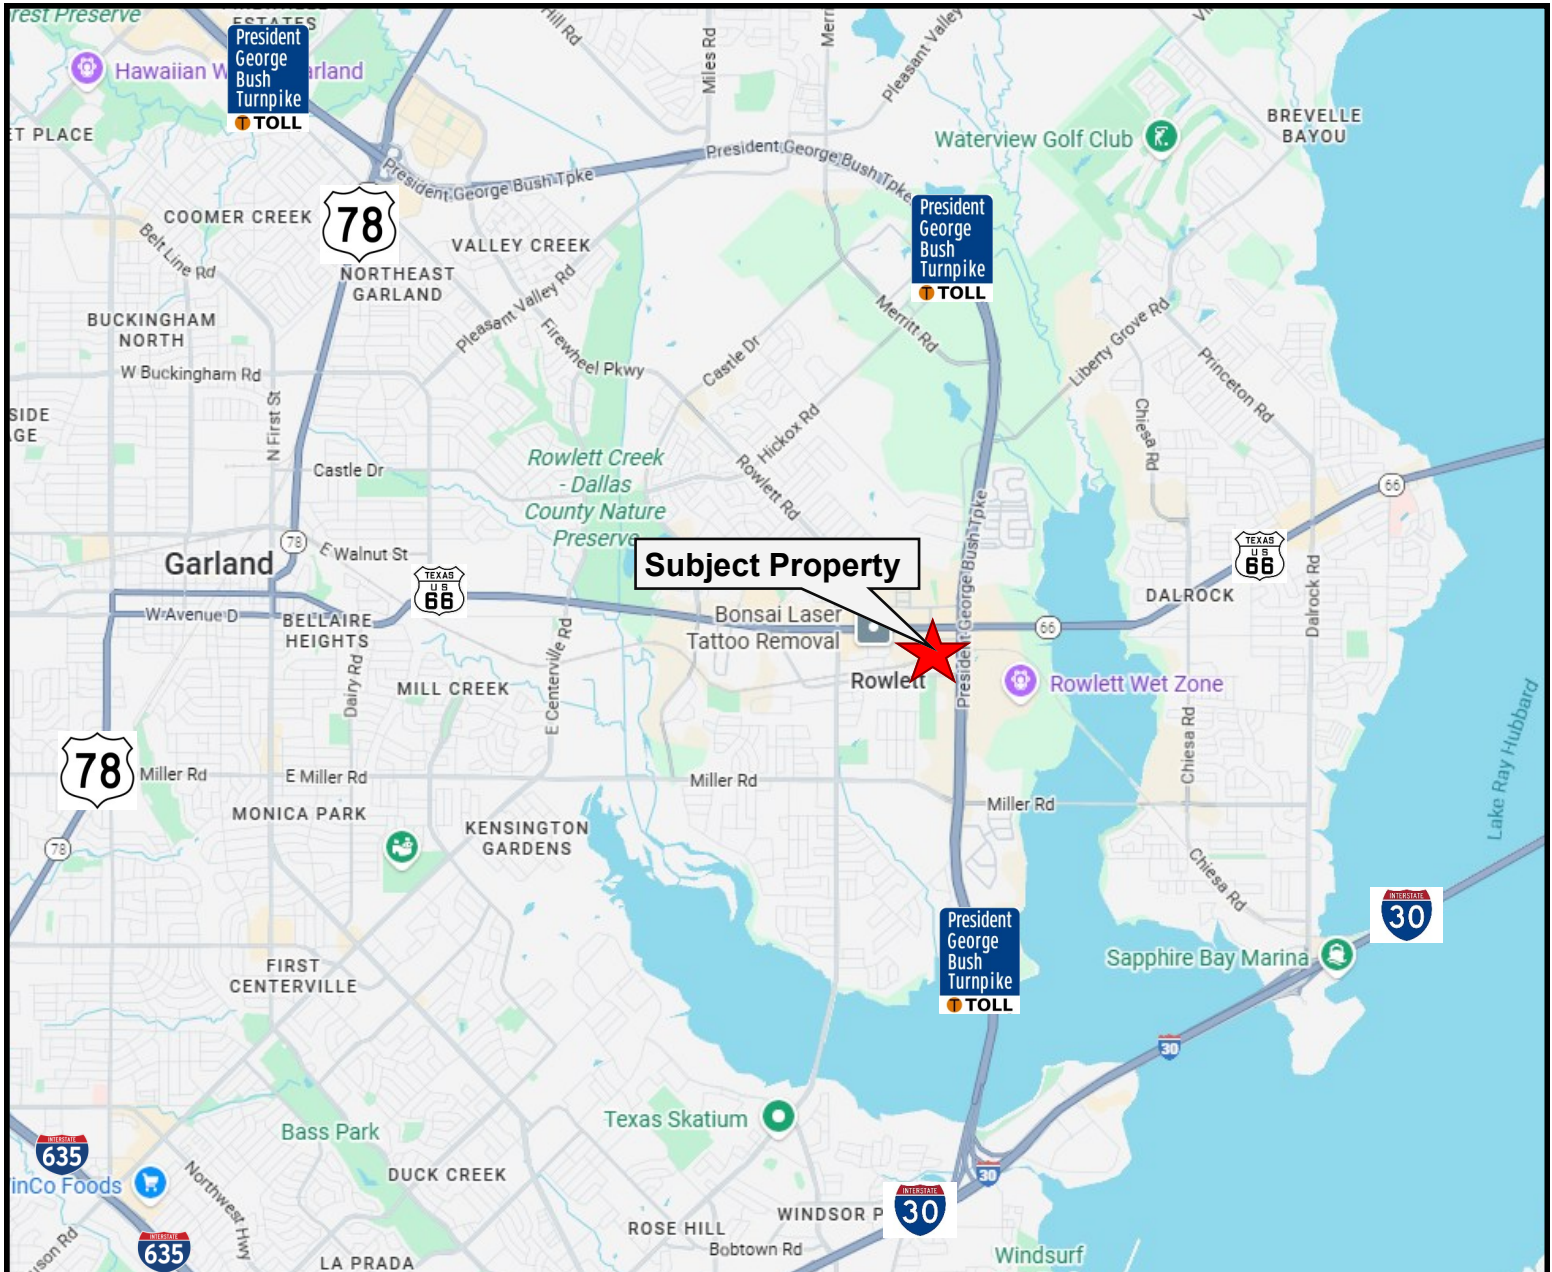 rest Preserve
ESTATES
President
George
Bush
Turnpike
TOLL
Hawaiian W
arland
ET PLACE
Hill Rd
Miles Rd
Merr
Pleasant Valley
Waterview Golf Club
BREVELLE
BAYOU
President George Bush Tpke
President George Bush Tpke
78
COOMER CREEK
Belt Line Rd
VALLEY CREEK
NORTHEAST
GARLAND
President
George
Bush
Turnpike
TOLL
Pleasant Valley Rd
BUCKINGHAM
NORTH
W Buckingham Rd
Firewheel Pkwy
Castle Dr
Merritt Rd
Liberty Grove Rd
Princeton Rd
SIDE
GE
N First St
Castle Dr
Hickox Rd
Rowlett Rd
Chiesa Rd
Rowlett Creek
- Dallas
County Nature
Preserve
President George Bush Tpke
66
78
Garland
E Walnut St
TEXAS
US
66
Subject Property
TEXAS
US
66
DALROCK
Dalrock Rd
W Avenue D
BELLAIRE
HEIGHTS
Bonsai Laser
Tattoo Removal
66
Dairy Rd
MILL CREEK
E Centerville Rd
Rowlett
Rowlett Wet Zone
Chiesa Rd
Lake Ray Hubbard
78
Miller Rd
E Miller Rd
Miller Rd
Miller Rd
MONICA PARK
KENSINGTON
GARDENS
78
Chiesa Rd
INTERSTATE
30
President
George
Bush
Turnpike
TOLL
FIRST
CENTERVILLE
Sapphire Bay Marina
30
Texas Skatium
Bass Park
INTERSTATE
635
inCo Foods
Northwest Hwy
DUCK CREEK
30
INTERSTATE
30
WINDSOR P
ROSE HILL
Bobtown Rd
Windsurf
uson Rd
INTERSTATE
635
LA PRADA